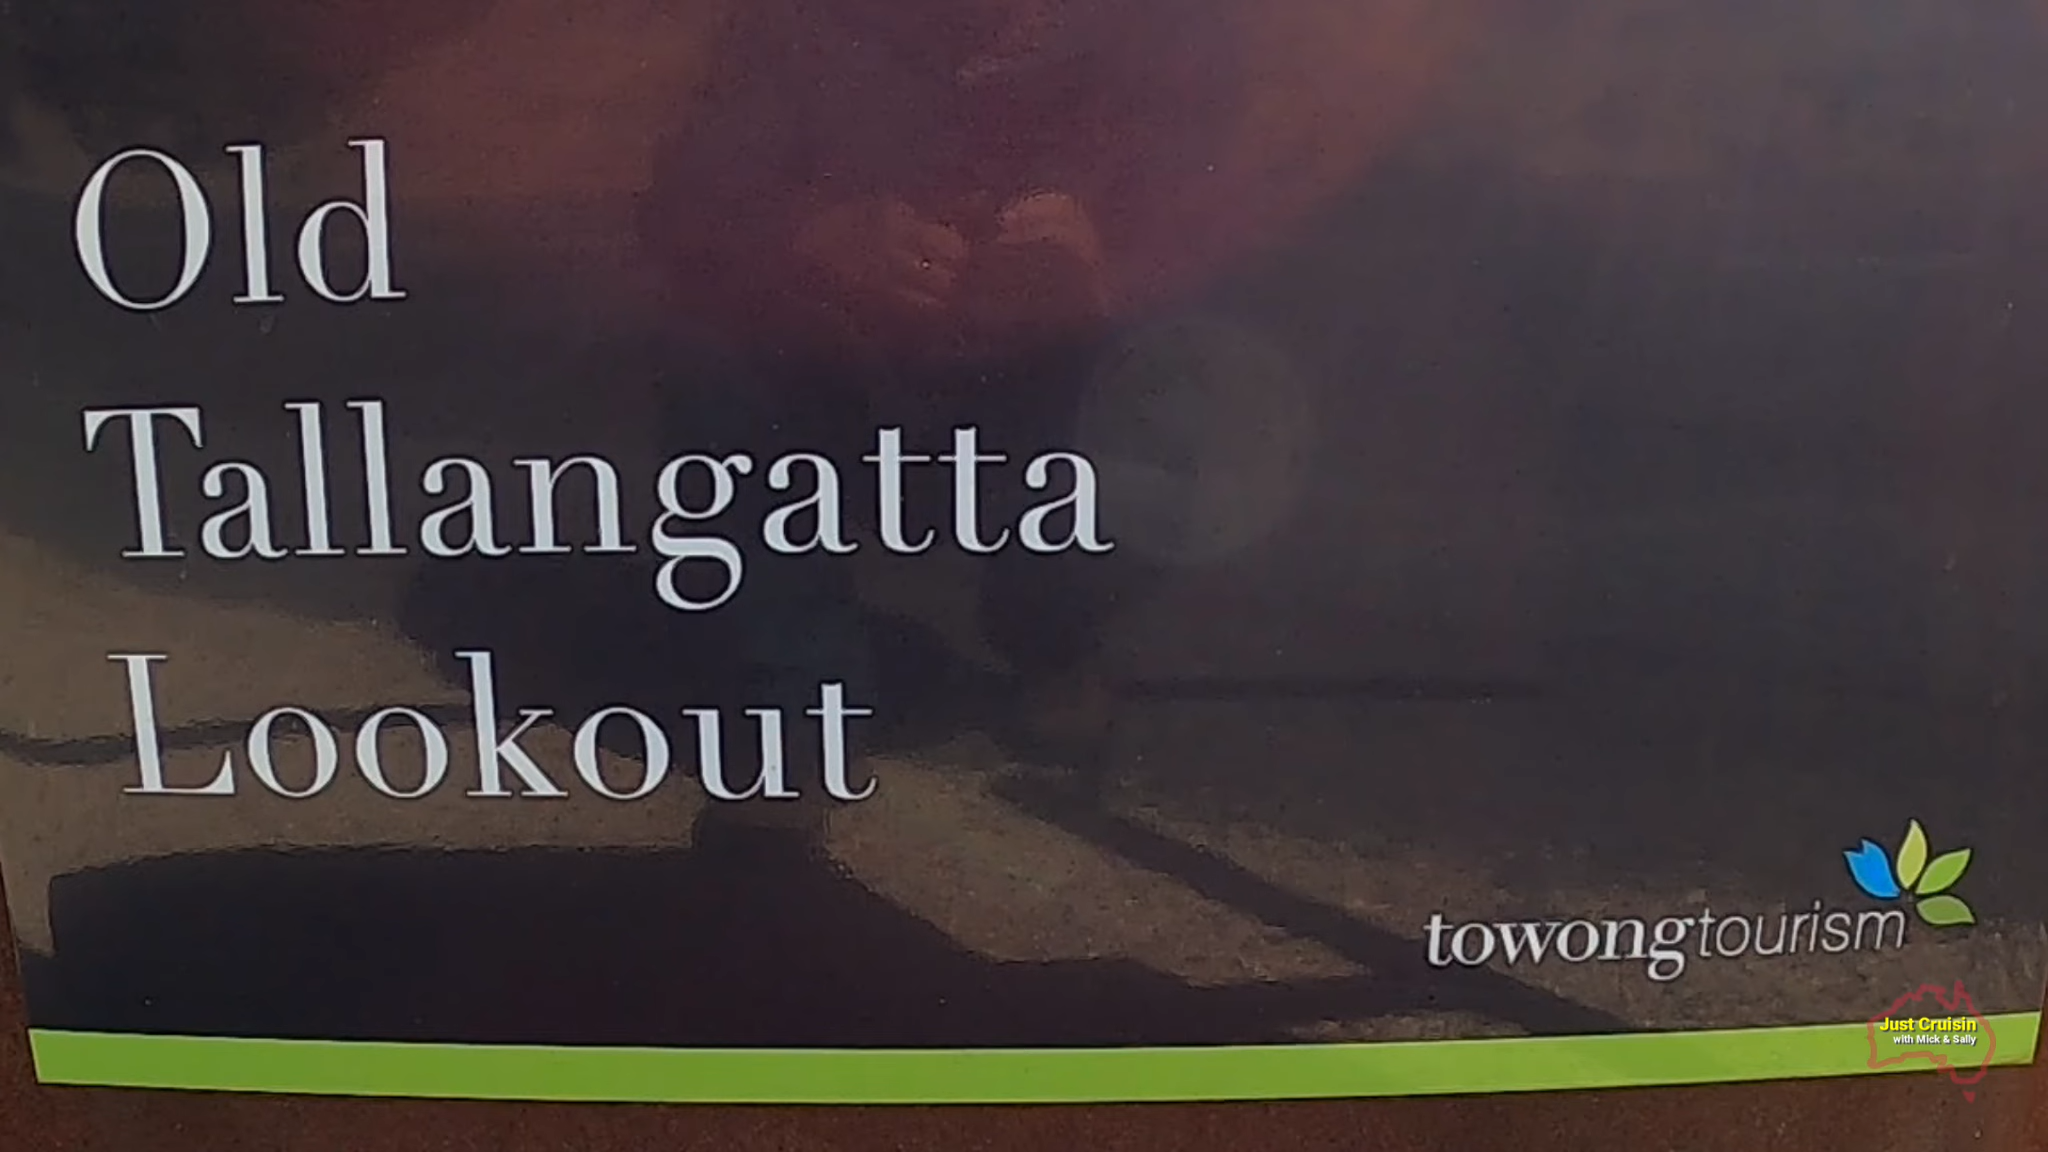 Old
Tallangatta
Lookout
towongtourism
Just Cruisin
with Mick & Sally